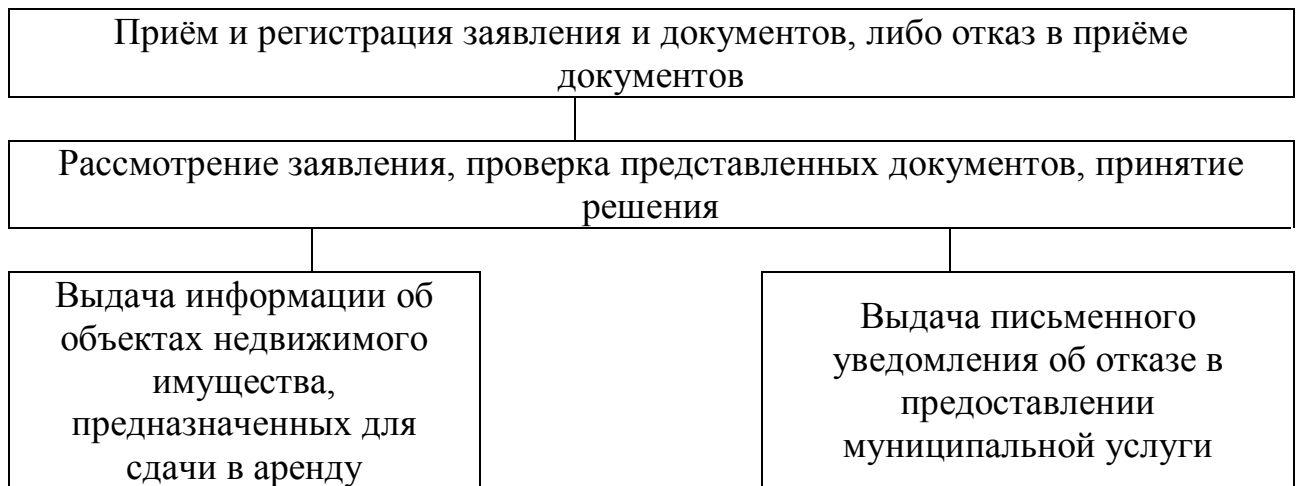 Приём и регистрация заявления и документов, либо отказ в приёме
документов
Рассмотрение заявления, проверка представленных документов, принятие
решения
Выдача информации об
объектах недвижимого
имущества,
предназначенных для
сдачи в аренду
Выдача письменного
уведомления об отказе в
предоставлении
муниципальной услуги